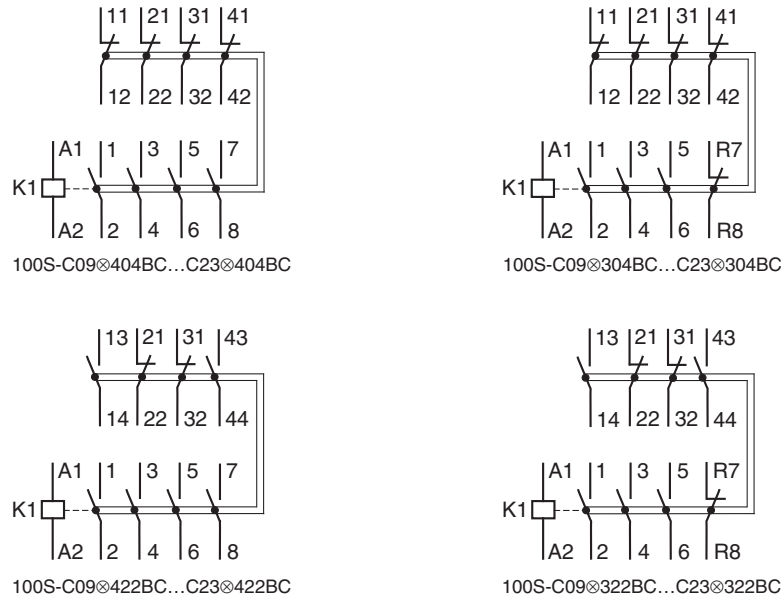 11 21 31 41
12 22 32 42
A1 1 3 5 7
K1
A2 2 4 6 8
100S-C09⊗404BC...C23⊗404BC
11 21 31 41
12 22 32 42
A1 1 3 5 R7
K1
A2 2 4 6 R8
100S-C09⊗304BC...C23⊗304BC
13 21 31 43
14 22 32 44
A1 1 3 5 7
K1
A2 2 4 6 8
100S-C09⊗422BC...C23⊗422BC
13 21 31 43
14 22 32 44
A1 1 3 5 R7
K1
A2 2 4 6 R8
100S-C09⊗322BC...C23⊗322BC